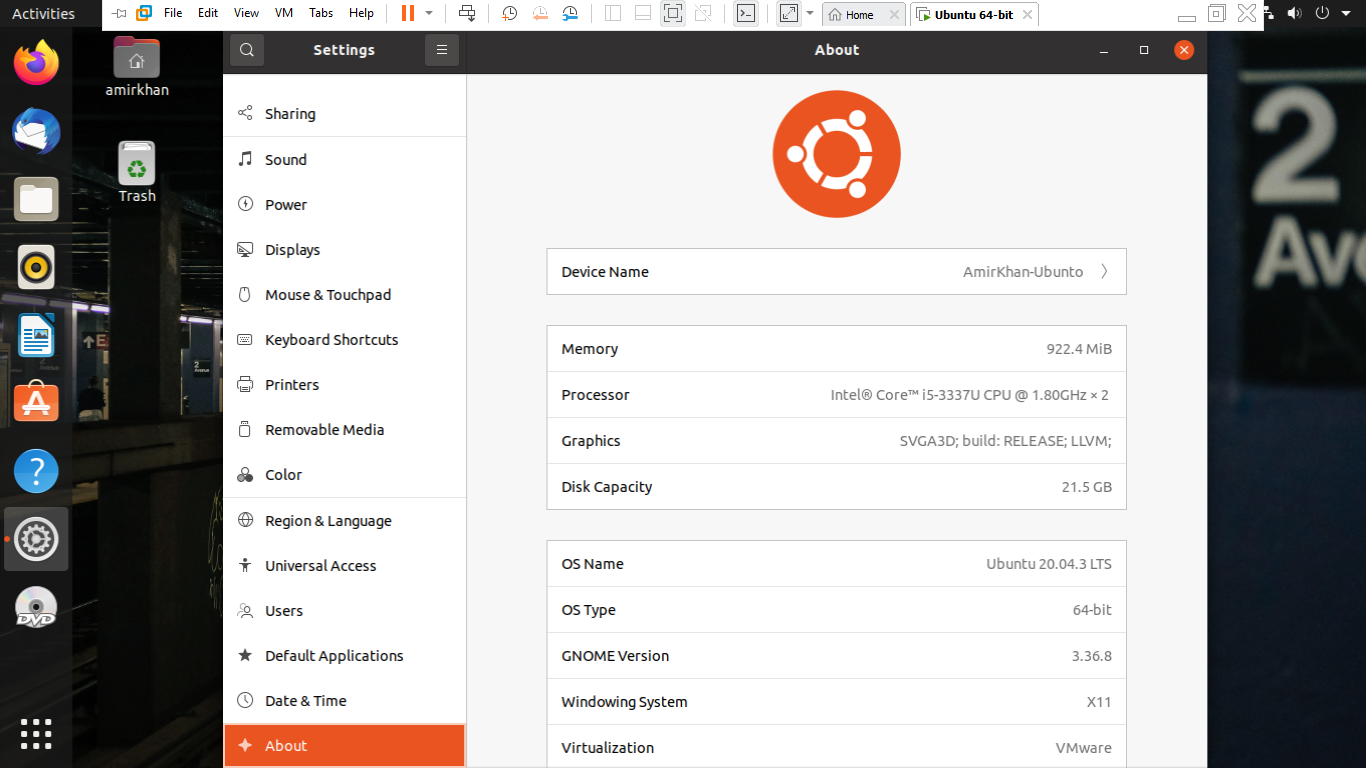 Activities
File Edit View VM Tabs Help
Home
Ubuntu 64-bit
Settings
About
amirkhan
Trash
Sharing
Sound
Power
Displays
Mouse & Touchpad
Keyboard Shortcuts
Printers
Removable Media
Color
Region & Language
Universal Access
Users
Default Applications
Date & Time
About
Device Name AmirKhan-Ubunto
Memory 922.4 MiB
Processor Intel® Core™ i5-3337U CPU @ 1.80GHz × 2
Graphics SVGA3D; build: RELEASE; LLVM;
Disk Capacity 21.5 GB
OS Name Ubuntu 20.04.3 LTS
OS Type 64-bit
GNOME Version 3.36.8
Windowing System X11
Virtualization VMware
DVD
2
Ave
E
2